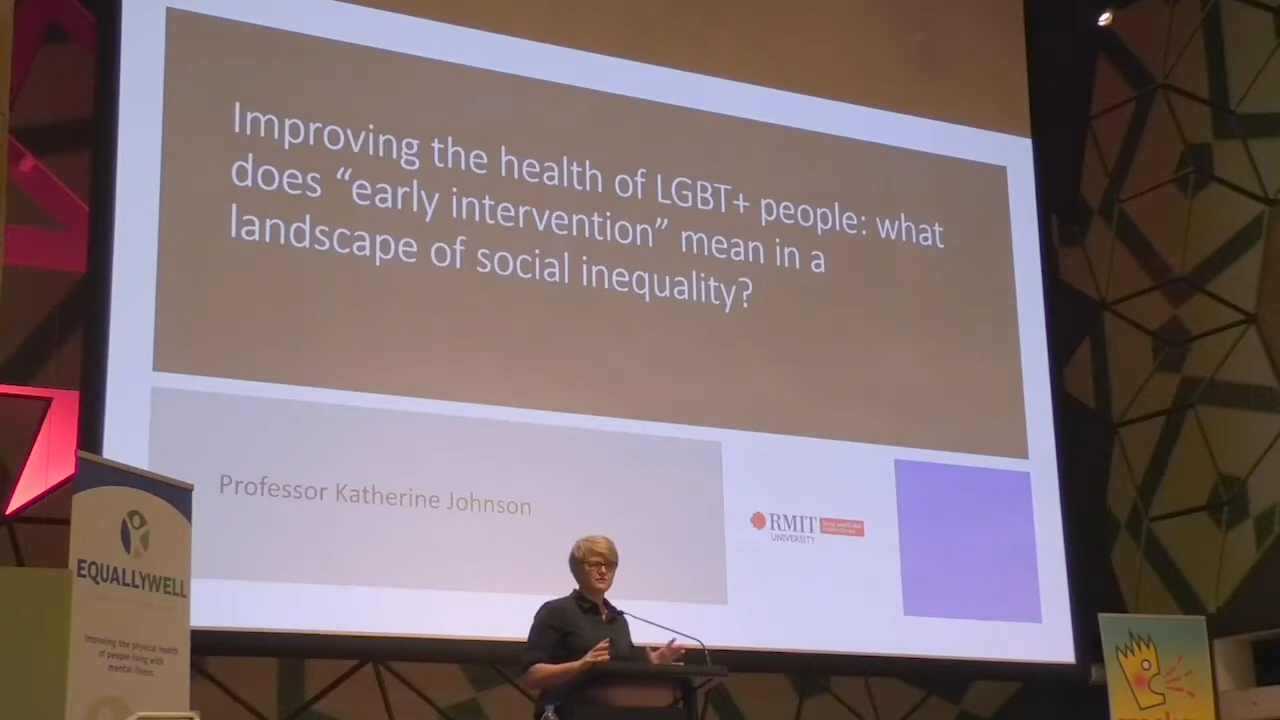 Improving the health of LGBT+ people: what
does “early intervention” mean in a
landscape of social inequality?
Professor Katherine Johnson
RMIT
UNIVERSITY
EQUALLYWELL
Improving the physical health
of people living with
mental illness.